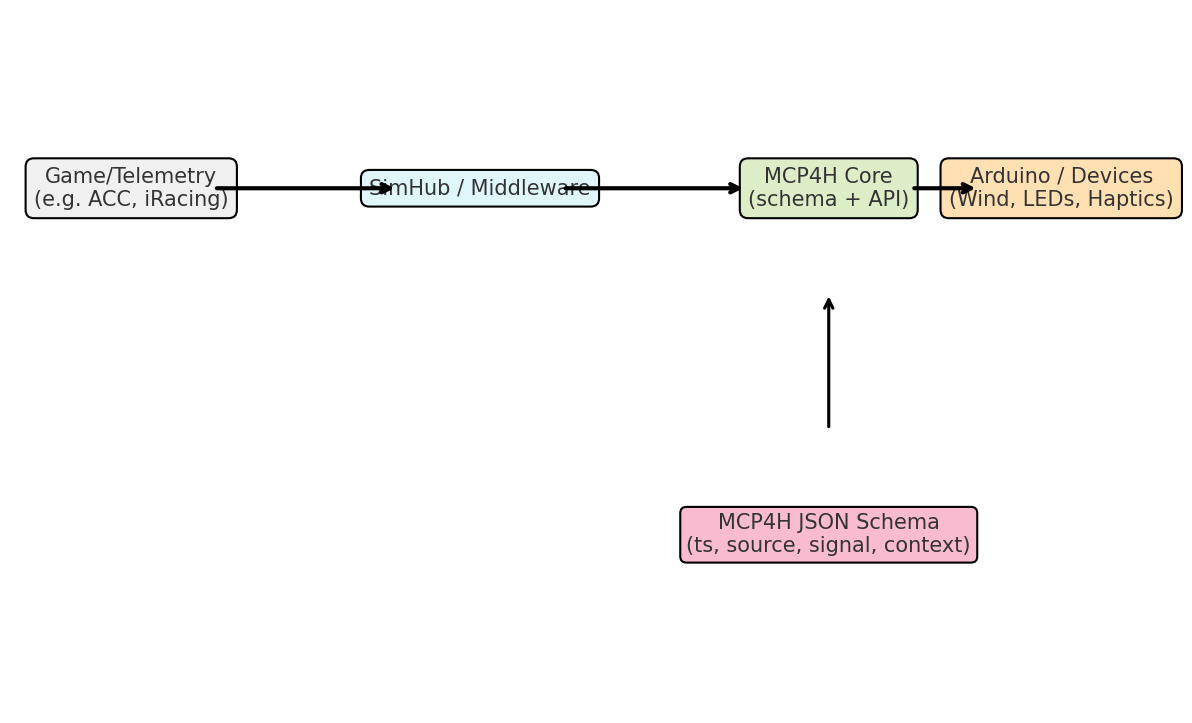 Game/Telemetry
(e.g. ACC, iRacing)
SimHub / Middleware
MCP4H Core
(schema + API)
Arduino / Devices
(Wind, LEDs, Haptics)
MCP4H JSON Schema
(ts, source, signal, context)